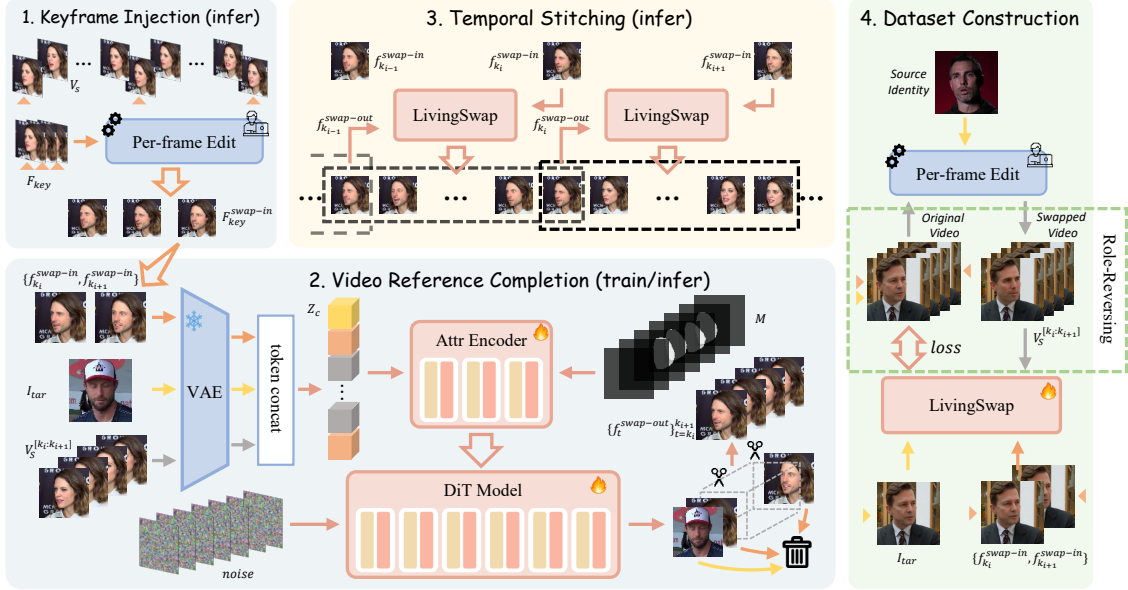 1. Keyframe Injection (infer)
V_s
...
...
Per-frame Edit
F_key
F_key^swap-in
3. Temporal Stitching (infer)
f_{k_{i-1}}^{swap-in}
f_{k_i}^{swap-in}
f_{k_{i+1}}^{swap-in}
f_{k_{i-1}}^{swap-out}
LivingSwap
f_{k_i}^{swap-out}
LivingSwap
...
...
...
...
2. Video Reference Completion (train/infer)
{f_{k_i}^{swap-in}, f_{k_{i+1}}^{swap-in}}
I_tar
V_S^{[k_i:k_{i+1}]}
VAE
token concat
Z_c
⋮
Attr Encoder
M
{f_t^{swap-out}}_{t=k_i}^{k_{i+1}}
DiT Model
noise
4. Dataset Construction
Source
Identity
Per-frame Edit
Original
Video
Swapped
Video
Role-Reversing
loss
V_S^{[k_i:k_{i+1}]}
LivingSwap
I_tar
{f_{k_i}^{swap-in}, f_{k_{i+1}}^{swap-in}}